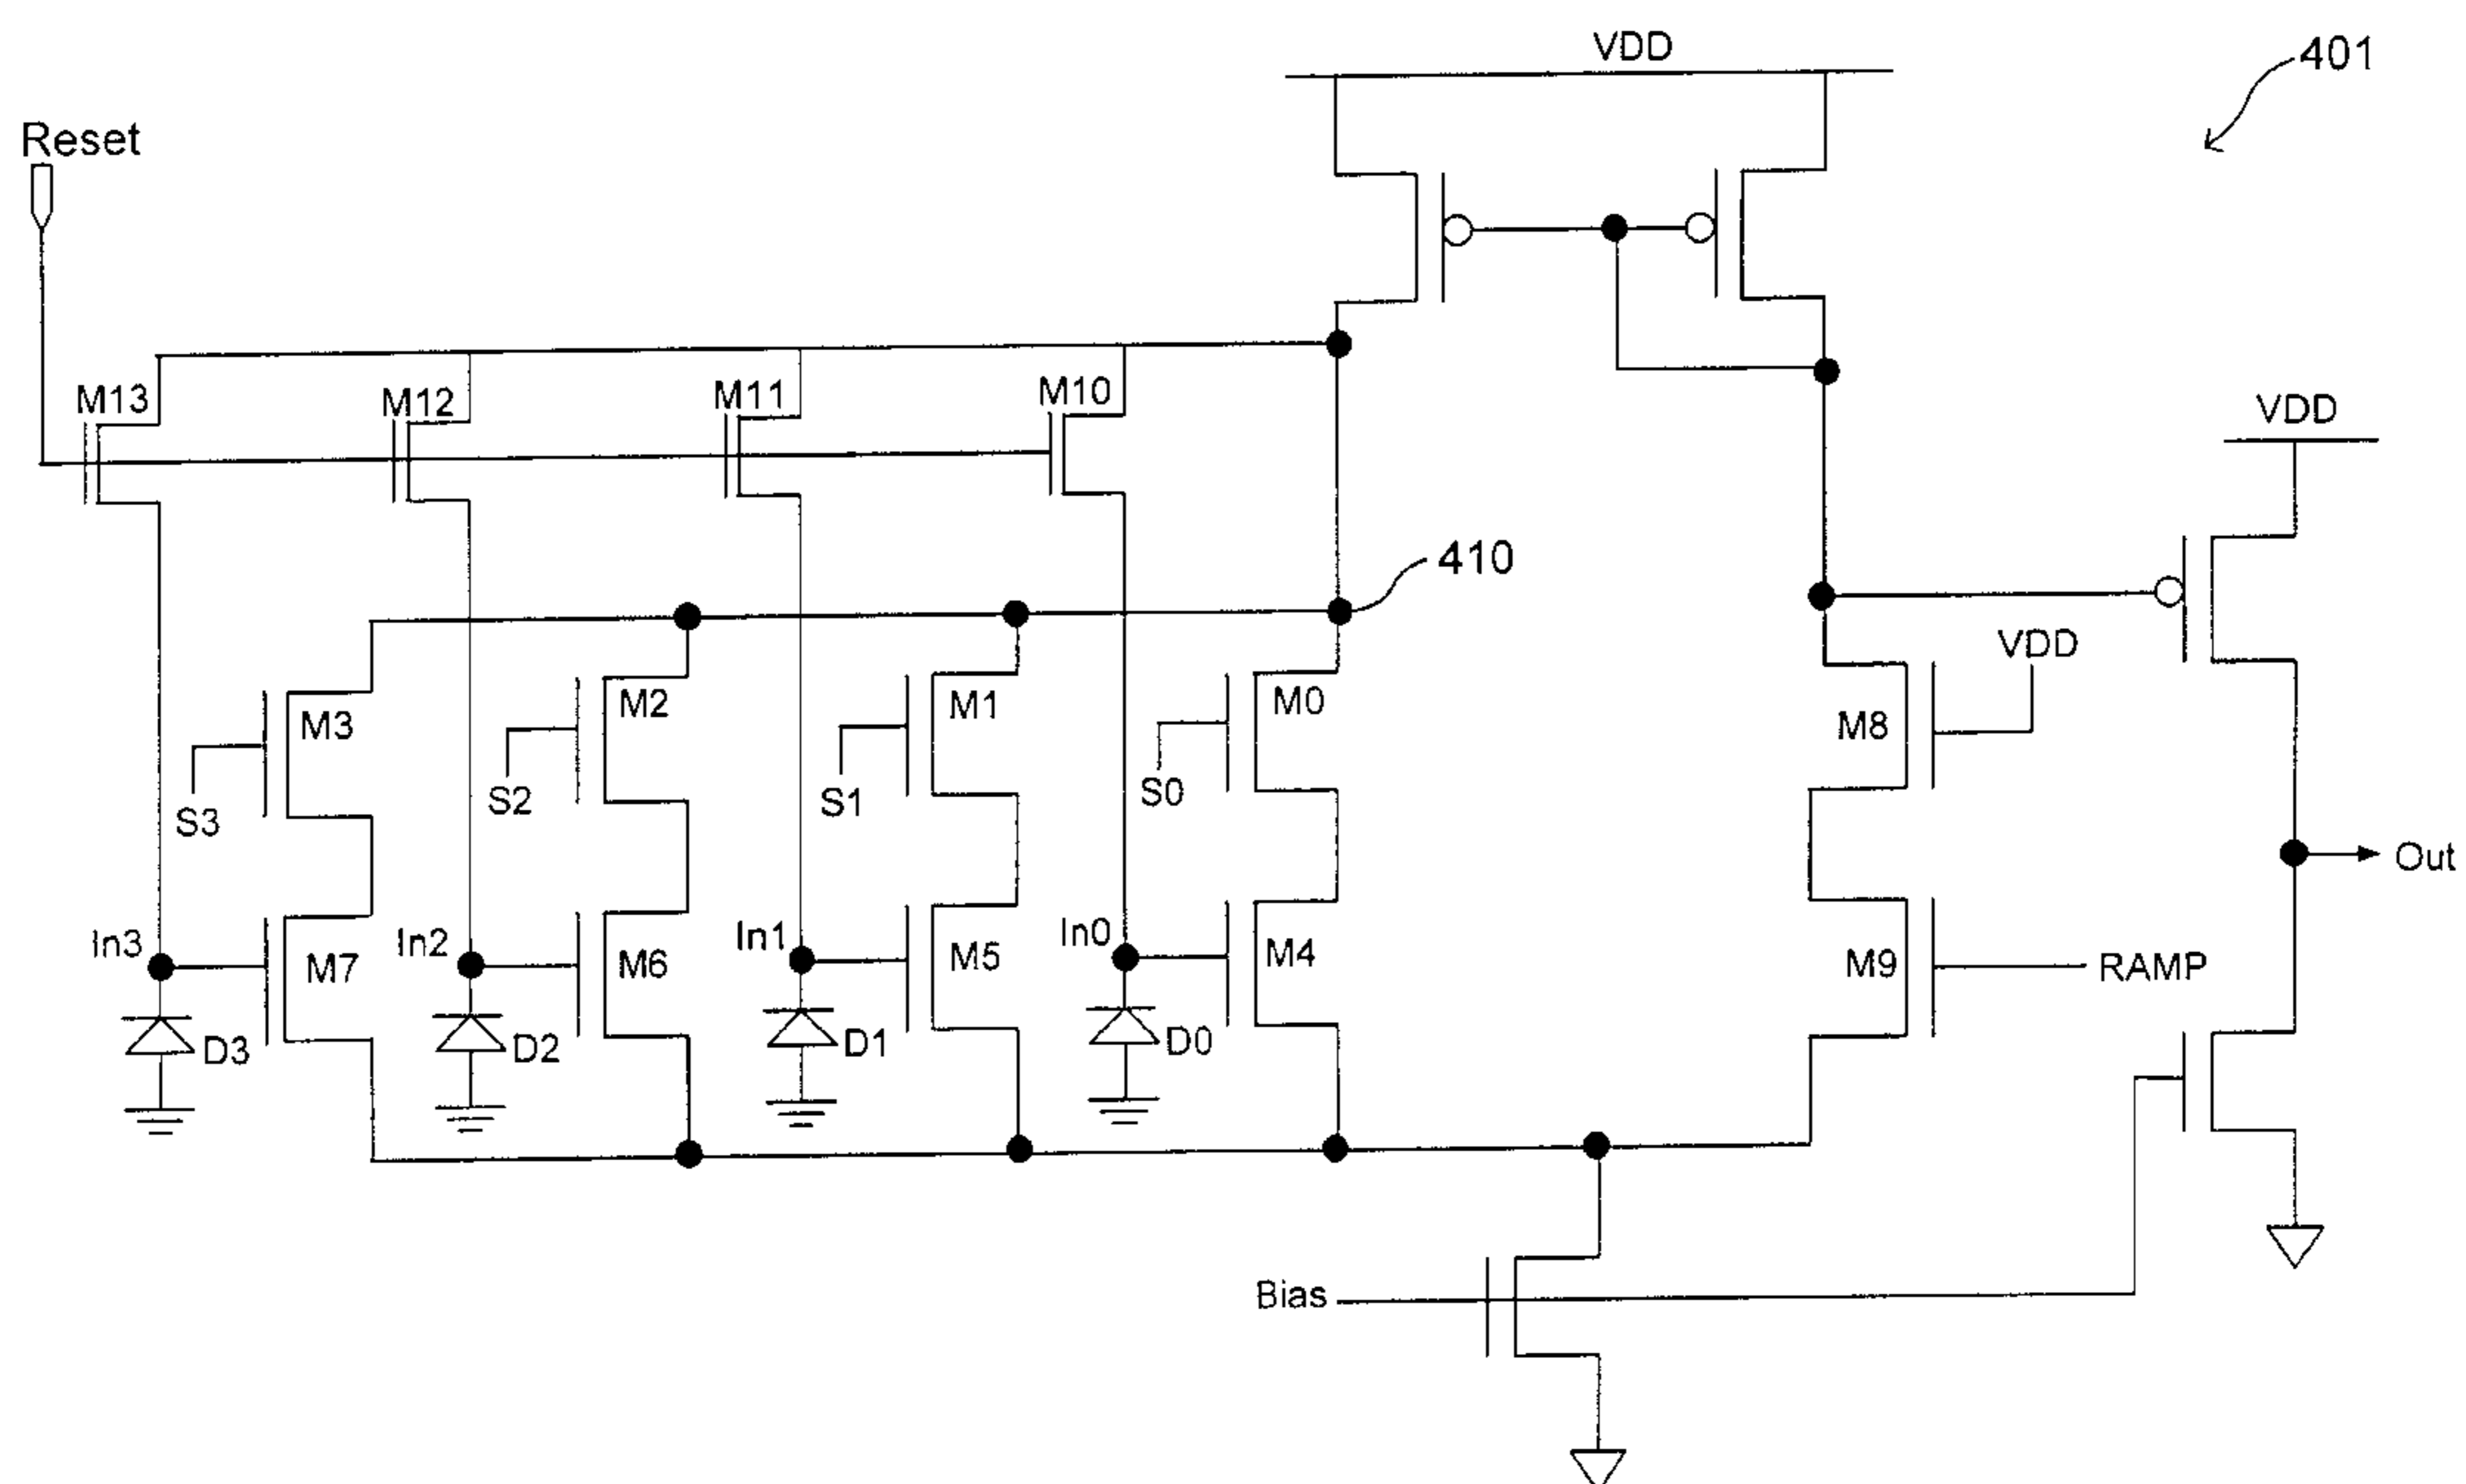 VDD
401
Reset
M13
M12
M11
M10
VDD
410
VDD
M3
M2
M1
M0
M8
S3
S2
S1
S0
Out
In3
In2
In1
In0
M7
M6
M5
M4
M9
RAMP
D3
D2
D1
D0
Bias